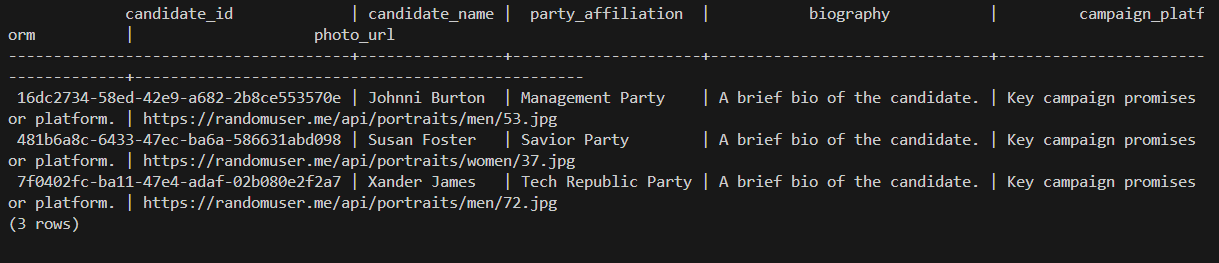 candidate_id | candidate_name | party_affiliation | biography | campaign_platf
orm | photo_url
--------------------------------------+----------------+---------------------+-------------------------------+-----------------------
-------------+--------------------------------------------------
16dc2734-58ed-42e9-a682-2b8ce553570e | Johnni Burton | Management Party | A brief bio of the candidate. | Key campaign promises
or platform. | https://randomuser.me/api/portraits/men/53.jpg
481b6a8c-6433-47ec-ba6a-586631abd098 | Susan Foster | Savior Party | A brief bio of the candidate. | Key campaign promises
or platform. | https://randomuser.me/api/portraits/women/37.jpg
7f0402fc-ba11-47e4-adaf-02b080e2f2a7 | Xander James | Tech Republic Party | A brief bio of the candidate. | Key campaign promises
or platform. | https://randomuser.me/api/portraits/men/72.jpg
(3 rows)